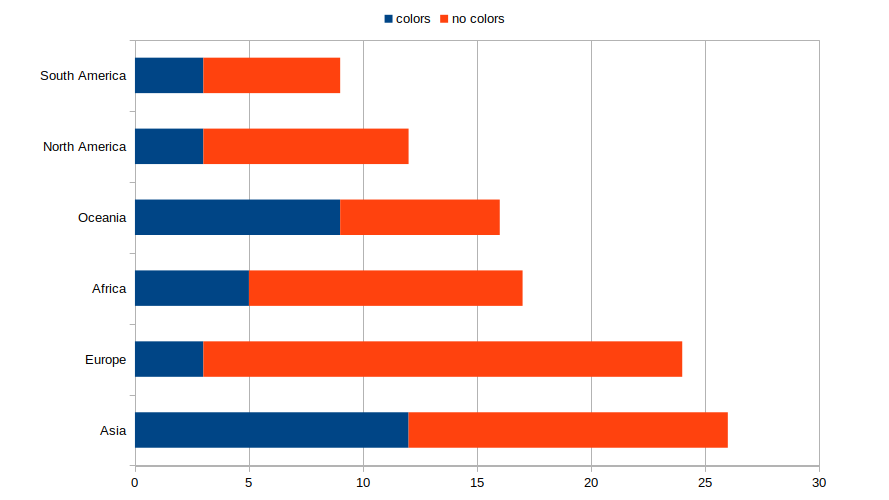 colors no colors
South America
North America
Oceania
Africa
Europe
Asia
0 5 10 15 20 25 30